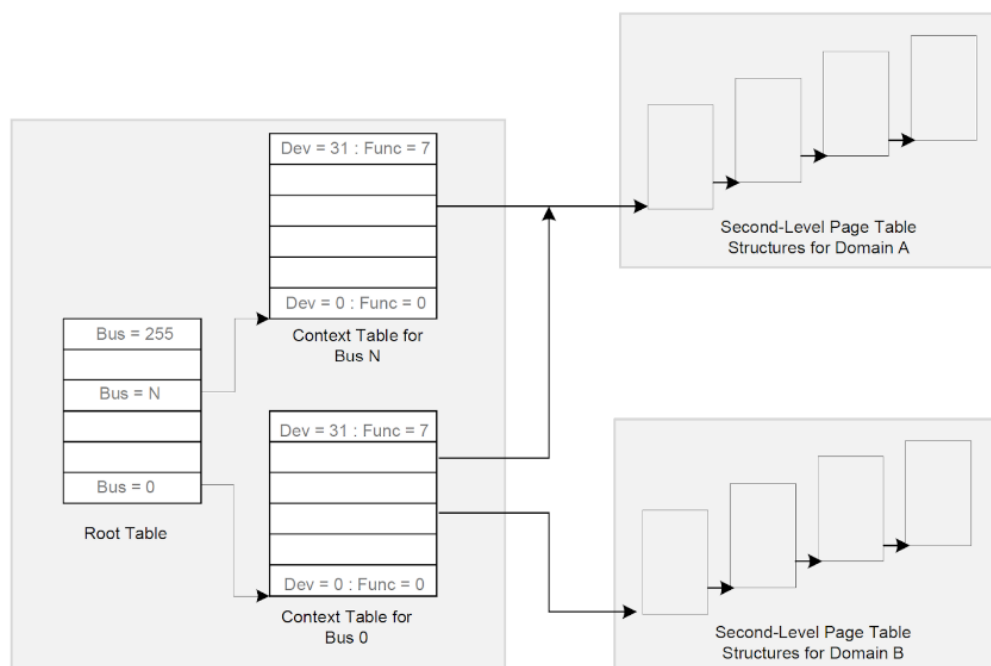 Dev = 31 : Func = 7
Dev = 0 : Func = 0
Context Table for
Bus N
Bus = 255
Bus = N
Bus = 0
Root Table
Dev = 31 : Func = 7
Dev = 0 : Func = 0
Context Table for
Bus 0
Second-Level Page Table
Structures for Domain A
Second-Level Page Table
Structures for Domain B